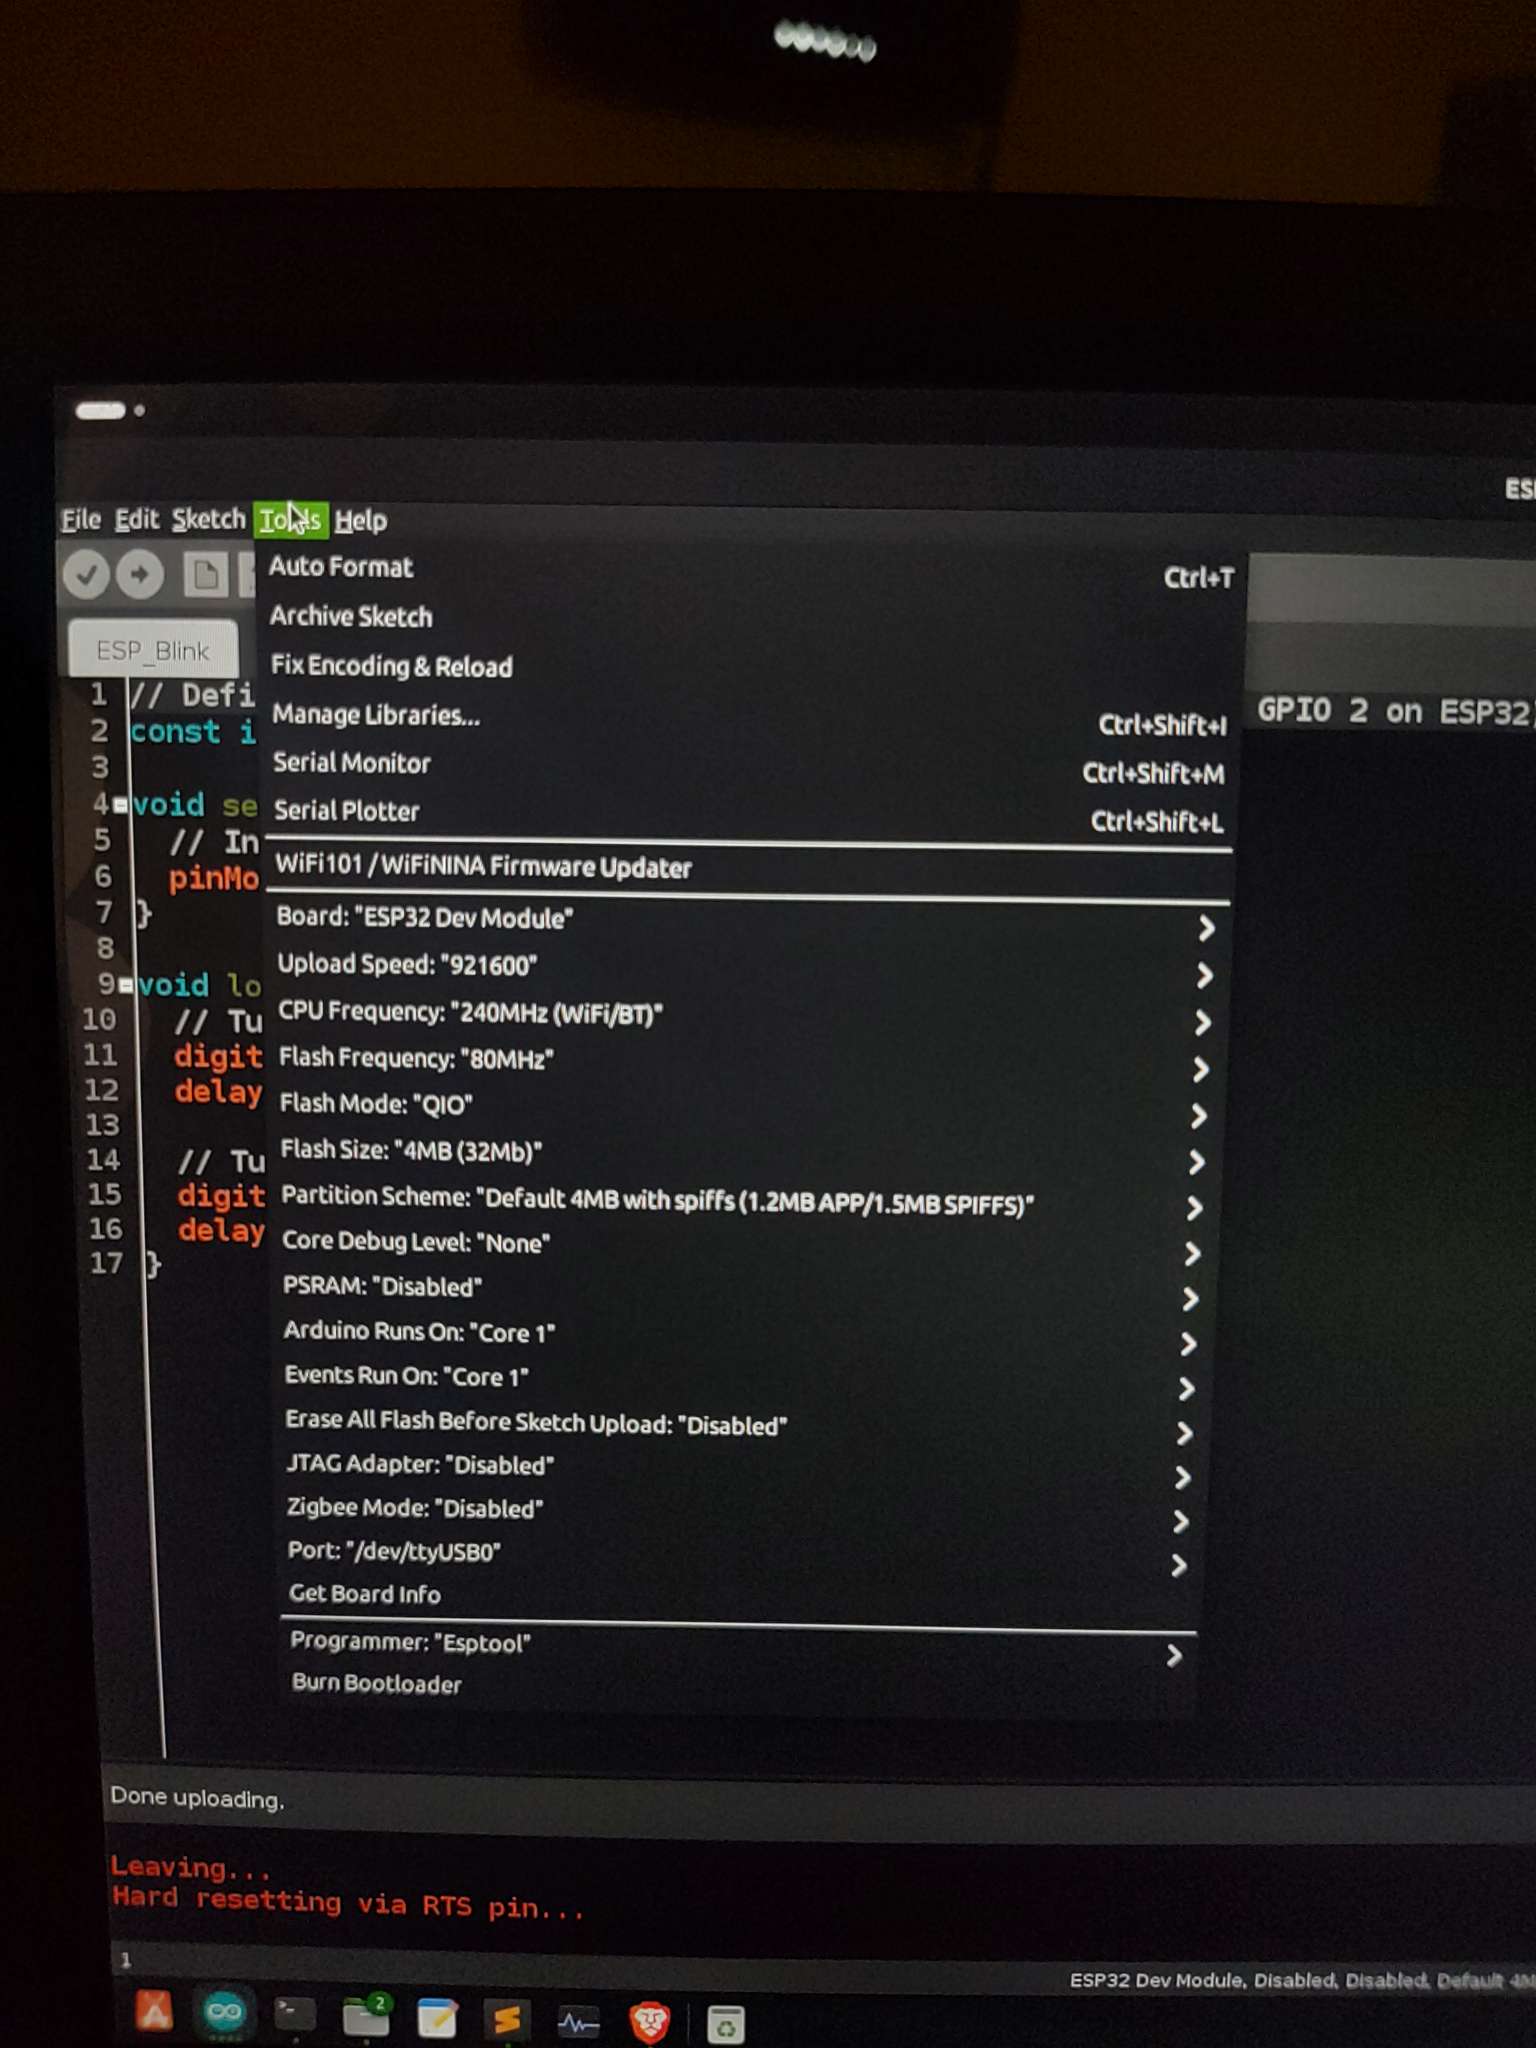 ES
File Edit Sketch Tools Help
Auto Format Ctrl+T
Archive Sketch
ESP_Blink
Fix Encoding & Reload
1 // Defi
GPIO 2 on ESP32
Manage Libraries... Ctrl+Shift+I
2 const i
3
Serial Monitor Ctrl+Shift+M
4 void se
Serial Plotter Ctrl+Shift+L
5 // In
WiFi101 / WiFiNINA Firmware Updater
6 pinMo
7 }
Board: "ESP32 Dev Module"
8
Upload Speed: "921600"
9 void lo
CPU Frequency: "240MHz (WiFi/BT)"
10 // Tu
Flash Frequency: "80MHz"
11 digit
Flash Mode: "QIO"
12 delay
13
Flash Size: "4MB (32Mb)"
14 // Tu
Partition Scheme: "Default 4MB with spiffs (1.2MB APP/1.5MB SPIFFS)"
15 digit
Core Debug Level: "None"
16 delay
17 }
PSRAM: "Disabled"
Arduino Runs On: "Core 1"
Events Run On: "Core 1"
Erase All Flash Before Sketch Upload: "Disabled"
JTAG Adapter: "Disabled"
Zigbee Mode: "Disabled"
Port: "/dev/ttyUSB0"
Get Board Info
Programmer: "Esptool"
Burn Bootloader
Done uploading.
Leaving...
Hard resetting via RTS pin...
1
ESP32 Dev Module, Disabled, Disabled, Default 4M
2